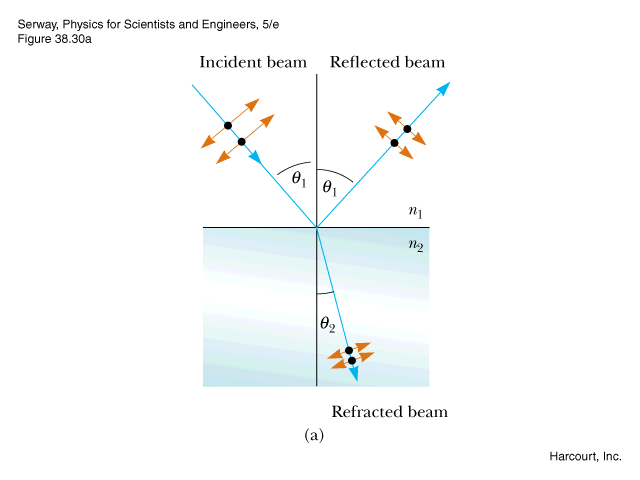 Serway, Physics for Scientists and Engineers, 5/e
Figure 38.30a
Incident beam
Reflected beam
θ1
θ1
n1
n2
θ2
Refracted beam
(a)
Harcourt, Inc.